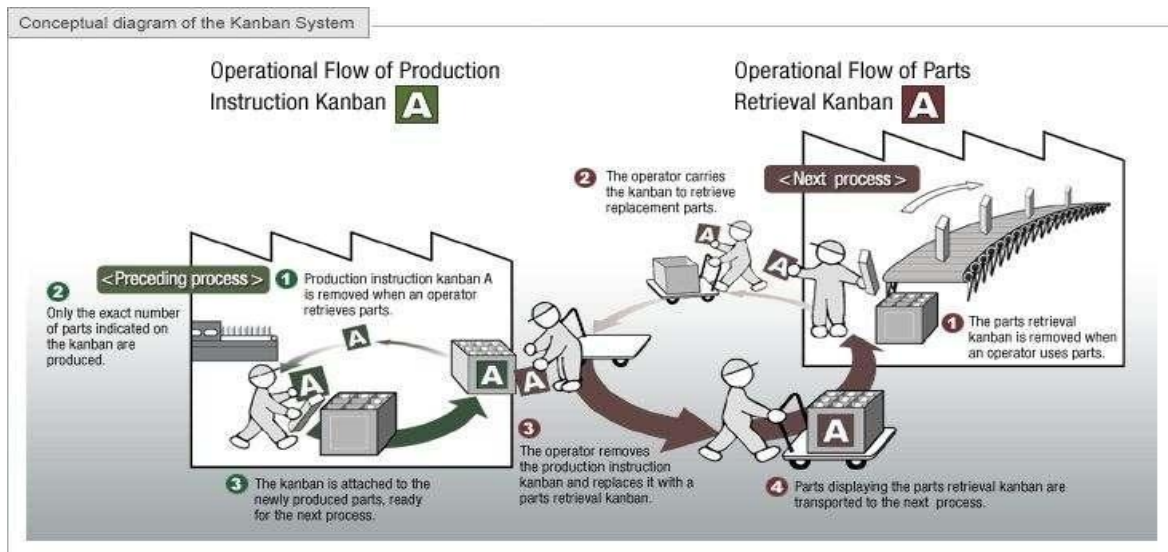 Conceptual diagram of the Kanban System
Operational Flow of Production
Instruction Kanban A
Operational Flow of Parts
Retrieval Kanban A
<Preceding process>
1 Production instruction kanban A
is removed when an operator
retrieves parts.
2
Only the exact number
of parts indicated on
the kanban are
produced.
A
A
A
3 The kanban is attached to the
newly produced parts, ready
for the next process.
<Next process>
1 The parts retrieval
kanban is removed when
an operator uses parts.
A
2 The operator carries
the kanban to retrieve
replacement parts.
A
A
3
The operator removes
the production instruction
kanban and replaces it with a
parts retrieval kanban.
A
4 Parts displaying the parts retrieval kanban are
transported to the next process.